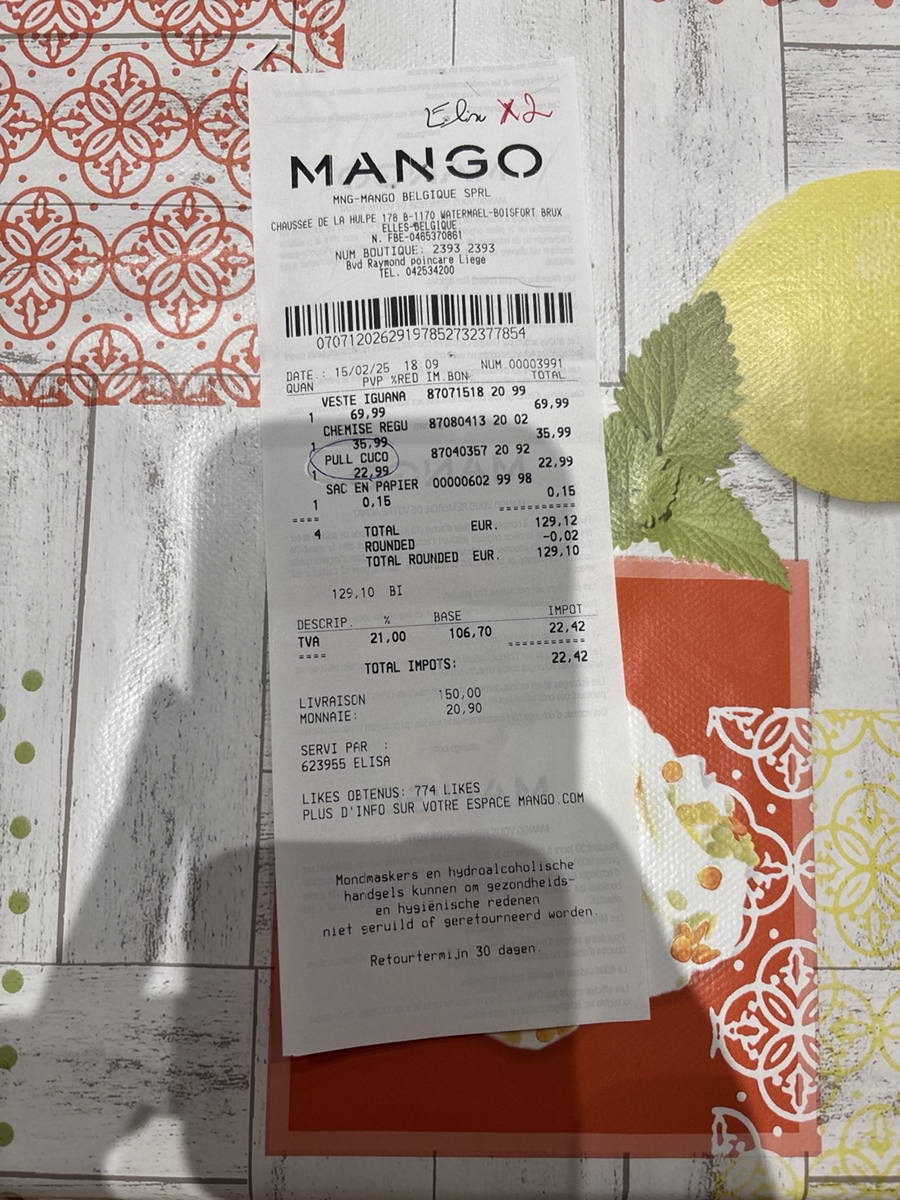 Elisa x2
MANGO
MNG-MANGO BELGIQUE SPRL
CHAUSSÉE DE LA HULPE 178 B-1170 WATERMAEL-BOISFORT BRUX
ELLES-BELGIQUE
N. FBE-0465370861
NUM BOUTIQUE: 2393 2393
Bvd Raymond poincare Liege
TEL. 042534200
07071202629197852732377854
DATE : 15/02/25 18 09 NUM 00003991
QUAN PVP %RED IM.BON TOTAL
VESTE IGUANA 87071518 20 99
1 69,99 69,99
CHEMISE REGU 87080413 20 02
1 35,99 35,99
PULL CUCO 87040357 20 92
1 22,99 22,99
SAC EN PAPIER 00000602 99 98
1 0,15 0,15
==== ===========
4 TOTAL EUR. 129,12
ROUNDED -0,02
TOTAL ROUNDED EUR. 129,10
129,10 BI
DESCRIP. % BASE IMPOT
TVA 21,00 106,70 22,42
==== ===========
TOTAL IMPOTS: 22,42
LIVRAISON 150,00
MONNAIE: 20,90
SERVI PAR :
623955 ELISA
LIKES OBTENUS: 774 LIKES
PLUS D'INFO SUR VOTRE ESPACE MANGO.COM
Mondmaskers en hydroalcoholische
handgels kunnen om gezondheids-
en hygiënische redenen
niet geruild of geretourneerd worden.
Retourtermijn 30 dagen.